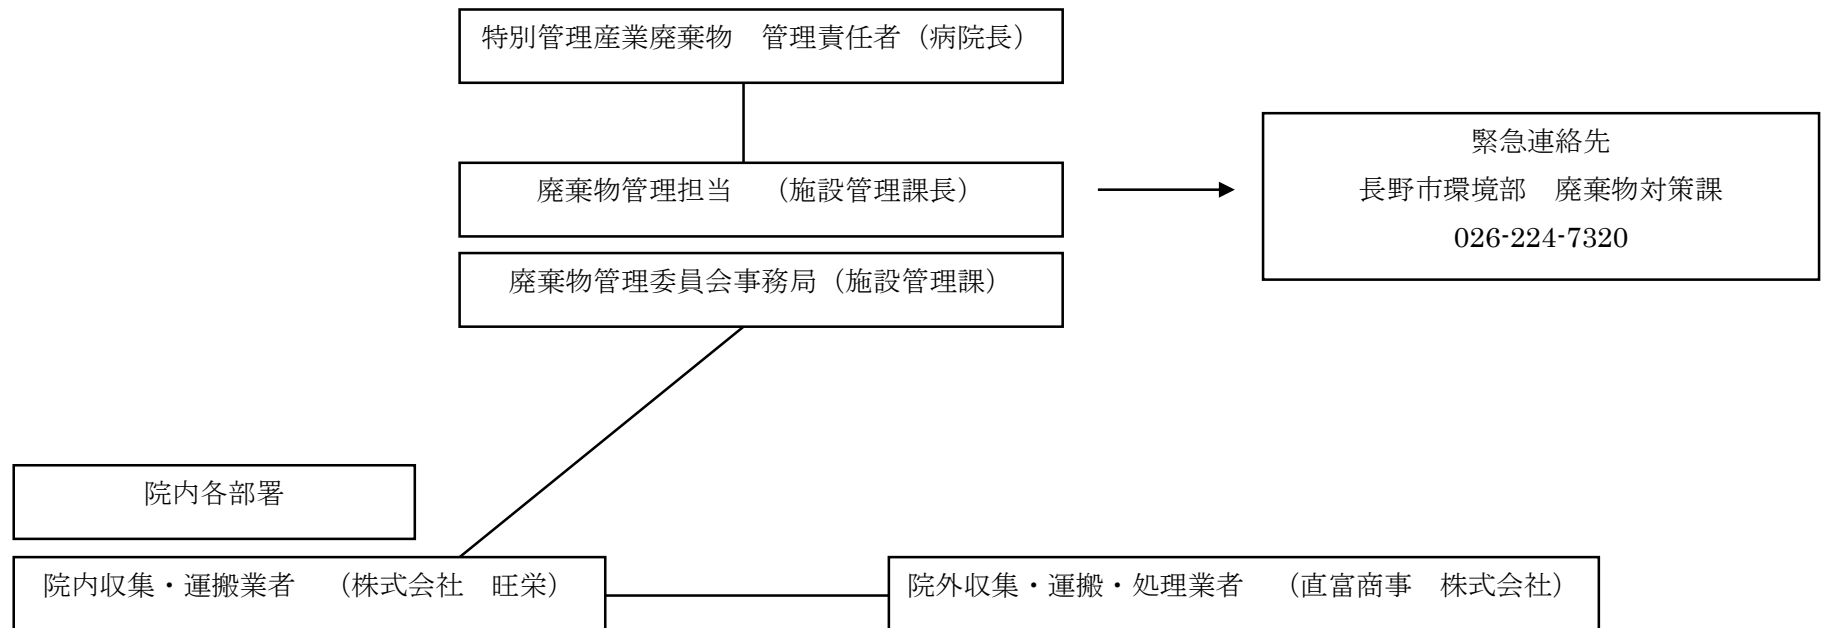 特別管理産業廃棄物　管理責任者（病院長）
廃棄物管理担当　（施設管理課長）
緊急連絡先
長野市環境部　廃棄物対策課
026-224-7320
廃棄物管理委員会事務局（施設管理課）
院内各部署
院内収集・運搬業者　（株式会社　旺栄）
院外収集・運搬・処理業者　（直富商事　株式会社）